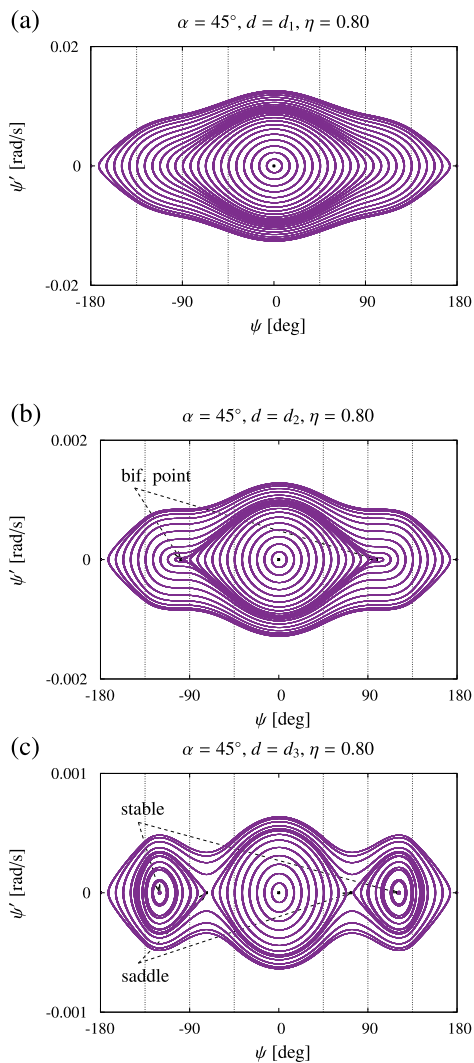 (a)
α = 45°, d = d₁, η = 0.80
0.02
0
-0.02
ψ' [rad/s]
-180 -90 0 90 180
ψ [deg]
(b)
α = 45°, d = d₂, η = 0.80
0.002
bif. point
0
-0.002
ψ' [rad/s]
-180 -90 0 90 180
ψ [deg]
(c)
α = 45°, d = d₃, η = 0.80
0.001
stable
0
saddle
-0.001
ψ' [rad/s]
-180 -90 0 90 180
ψ [deg]